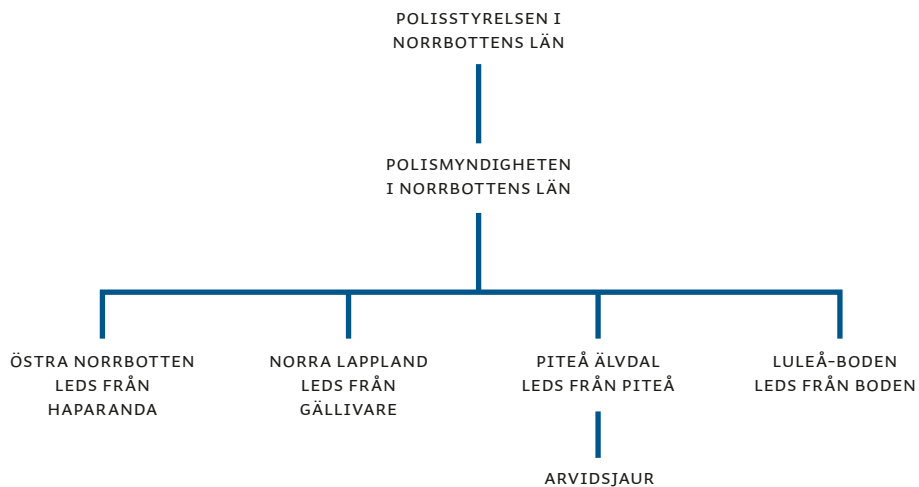 POLISSTYRELSEN I
NORRBOTTENS LÄN
POLISMYNDIGHETEN
I NORRBOTTENS LÄN
ÖSTRA NORRBOTTEN
LEDS FRÅN
HAPARANDA
NORRA LAPPLAND
LEDS FRÅN
GÄLLIVARE
PITEÅ ÄLVDAL
LEDS FRÅN PITEÅ
LULEÅ-BODEN
LEDS FRÅN BODEN
ARVIDSJAUR